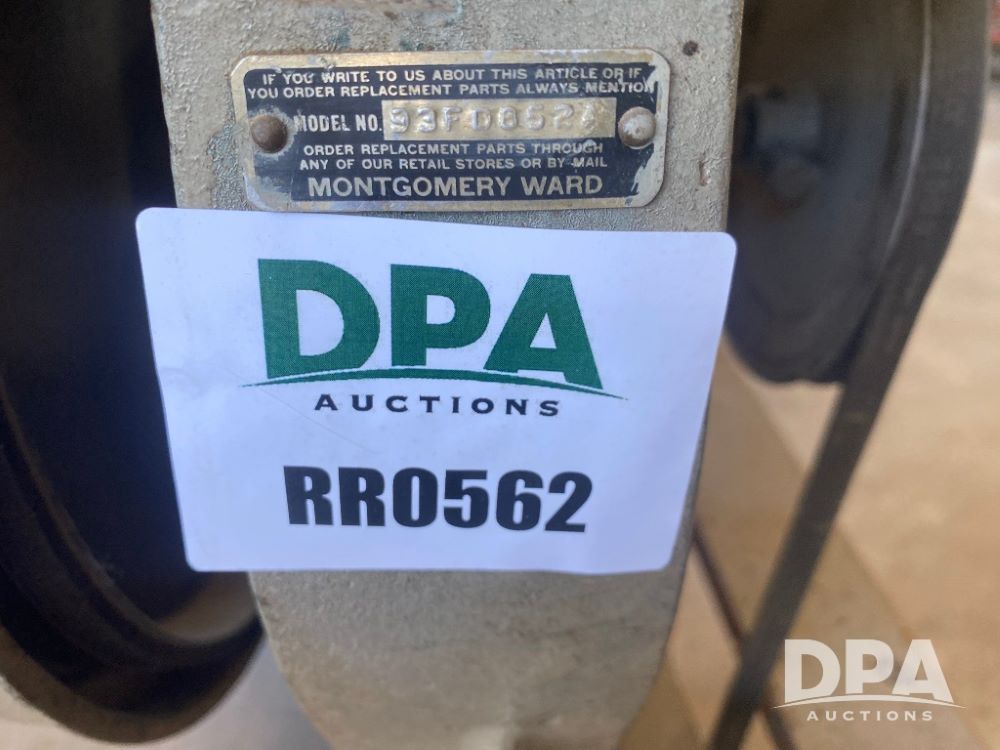 IF YOU WRITE TO US ABOUT THIS ARTICLE OR IF
YOU ORDER REPLACEMENT PARTS ALWAYS MENTION
MODEL NO.
ORDER REPLACEMENT PARTS THROUGH
ANY OF OUR RETAIL STORES OR BY MAIL
MONTGOMERY WARD
DPA
AUCTIONS
RR0562
DPA
AUCTIONS